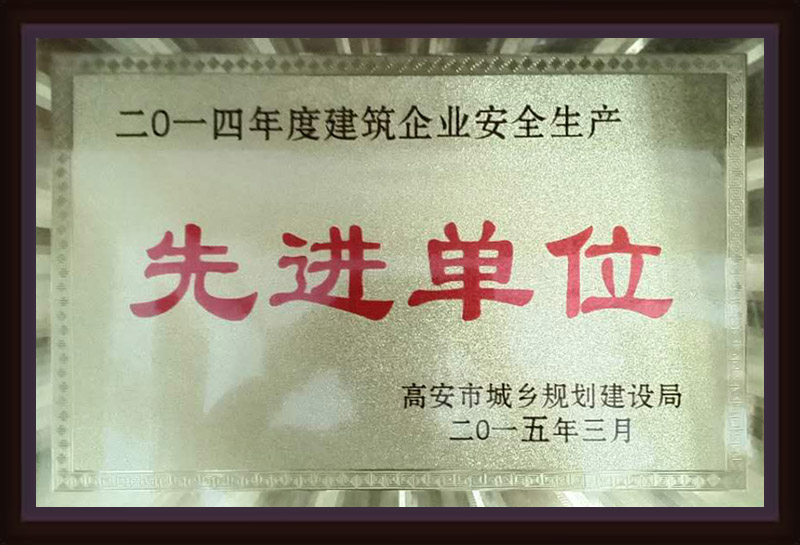 二0一四年度建筑企业安全生产
先进单位
高安市城乡规划建设局
二0一五年三月